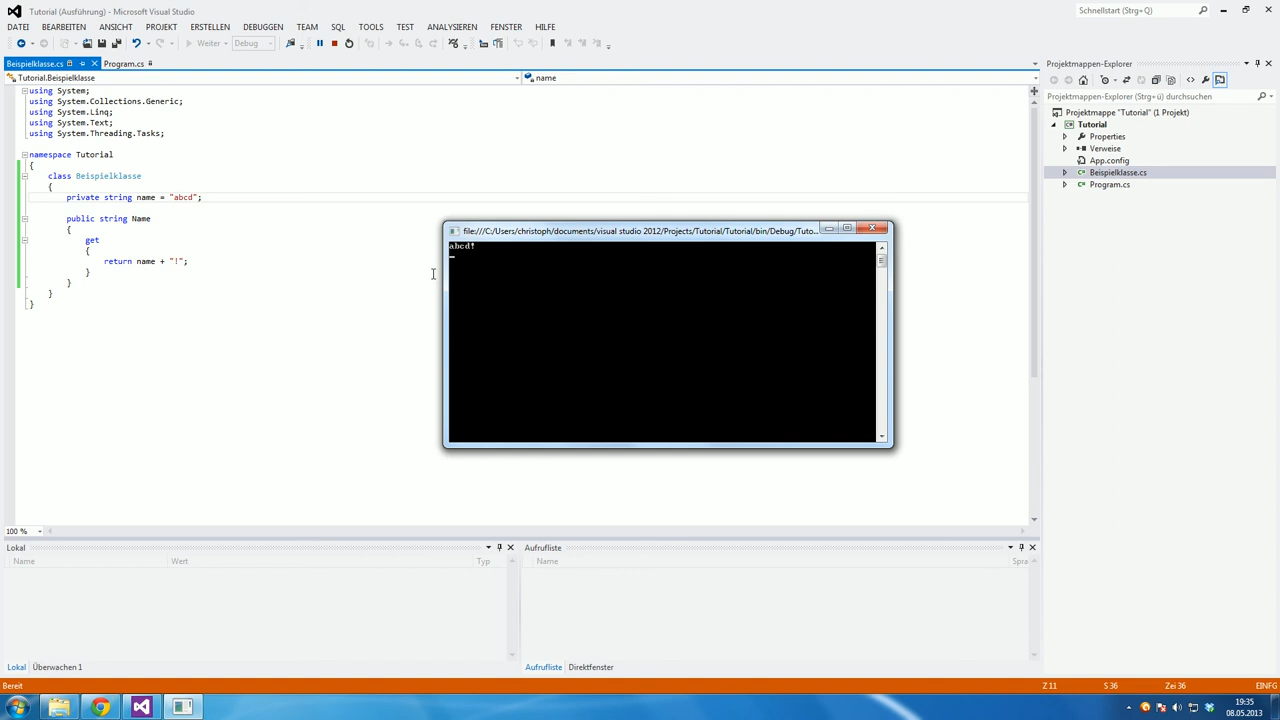 Tutorial (Ausführung) - Microsoft Visual Studio
Schnellstart (Strg+Q)
DATEI BEARBEITEN ANSICHT PROJEKT ERSTELLEN DEBUGGEN TEAM SQL TOOLS TEST ANALYSIEREN FENSTER HILFE
Weiter Debug
Beispielklasse.cs Program.cs
Tutorial.Beispielklasse name
using System;
using System.Collections.Generic;
using System.Linq;
using System.Text;
using System.Threading.Tasks;
namespace Tutorial
{
class Beispielklasse
{
private string name = "abcd";
public string Name
{
get
{
return name + "!";
}
}
}
}
file:///C:/Users/christoph/documents/visual studio 2012/Projects/Tutorial/Tutorial/bin/Debug/Tuto...
abcd!
Projektmappen-Explorer
Projektmappen-Explorer (Strg+ü) durchsuchen
Projektmappe "Tutorial" (1 Projekt)
Tutorial
Properties
Verweise
App.config
Beispielklasse.cs
Program.cs
100 %
Lokal
Name Wert Typ
Lokal Überwachen 1
Aufrufliste
Name Spra
Aufrufliste Direktfenster
Bereit Z 11 S 36 Zei 36 EINFG
19:35
08.05.2013